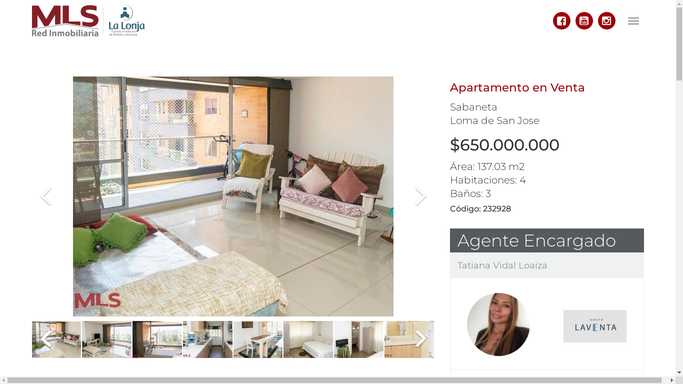 MLS
Red Inmobiliaria
La Lonja
Apartamento en Venta
Sabaneta
Loma de San Jose
$650.000.000
Área: 137.03 m2
Habitaciones: 4
Baños: 3
Código: 232928
MLS
Agente Encargado
Tatiana Vidal Loaiza
LAVENTA